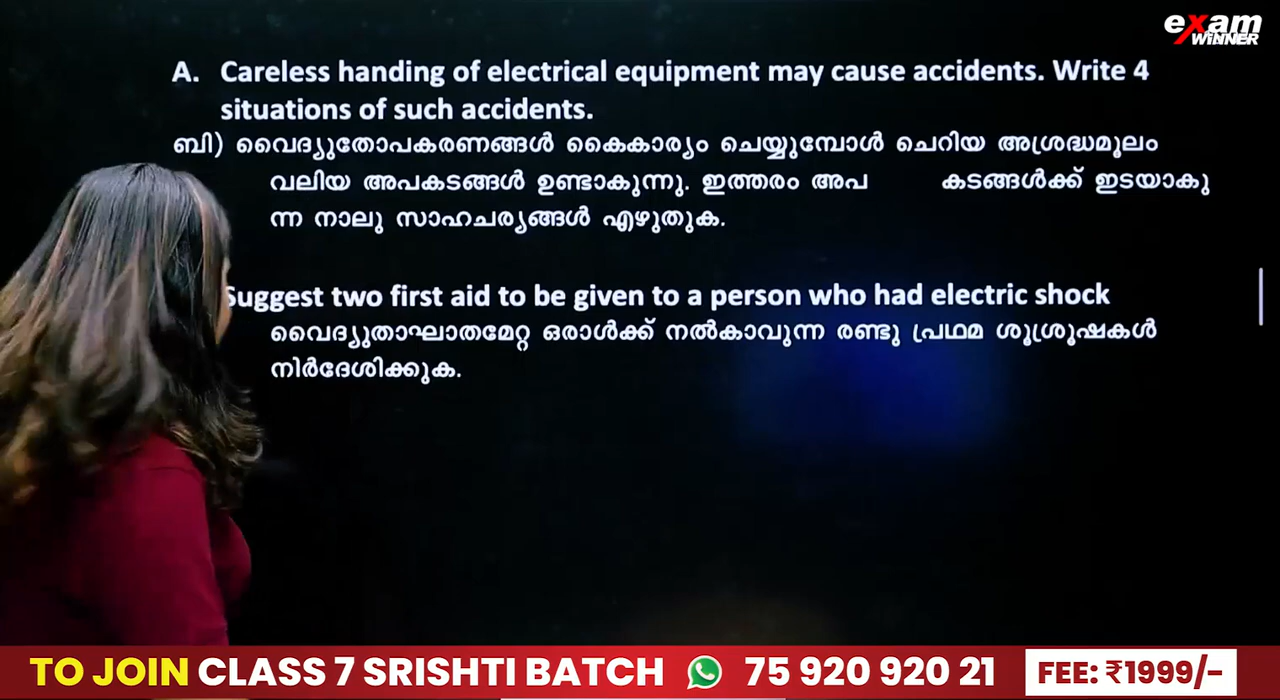 exam
WINNER
A. Careless handing of electrical equipment may cause accidents. Write 4
situations of such accidents.
ബി) വൈദ്യുതോപകരണങ്ങൾ കൈകാര്യം ചെയ്യുമ്പോൾ ചെറിയ അശ്രദ്ധമൂലം
വലിയ അപകടങ്ങൾ ഉണ്ടാകുന്നു. ഇത്തരം അപ കടങ്ങൾക്ക് ഇടയാകു
ന്ന നാലു സാഹചര്യങ്ങൾ എഴുതുക.
Suggest two first aid to be given to a person who had electric shock
വൈദ്യുതാഘാതമേറ്റ ഒരാൾക്ക് നൽകാവുന്ന രണ്ടു പ്രഥമ ശുശ്രൂഷകൾ
നിർദേശിക്കുക.
TO JOIN CLASS 7 SRISHTI BATCH 75 920 920 21 FEE: ₹1999/-